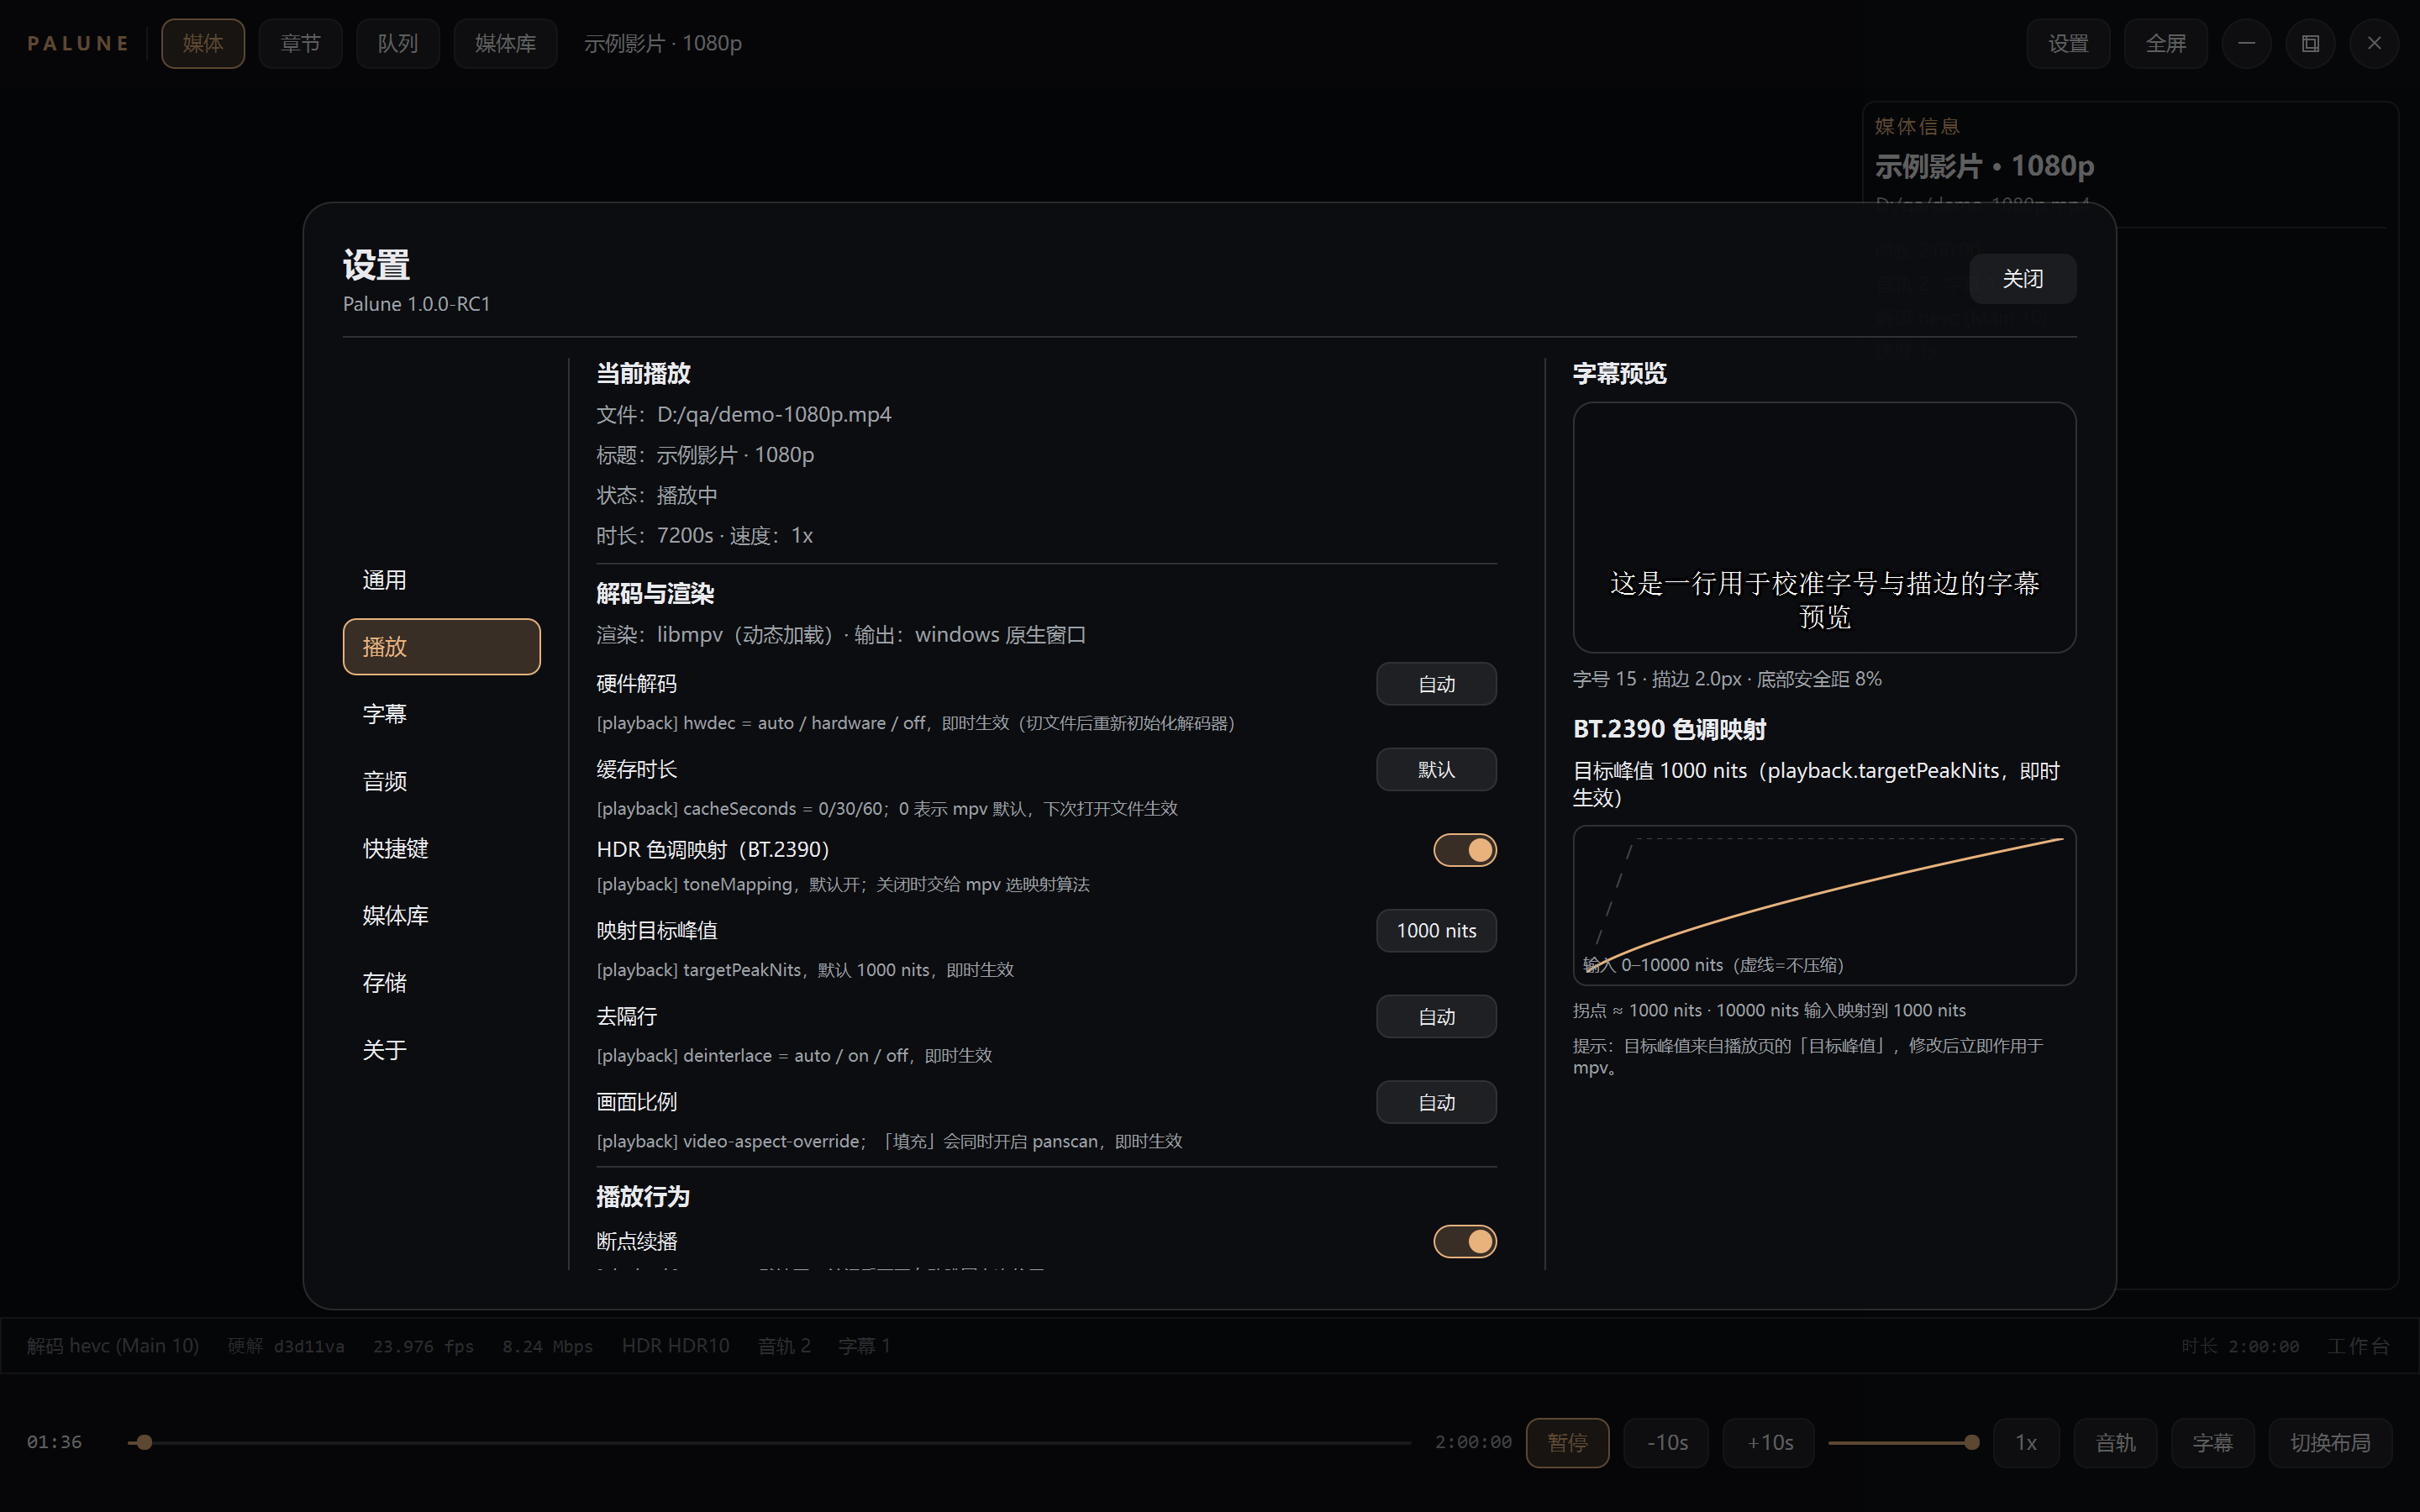 PALUNE
媒体
章节
队列
媒体库
示例影片 · 1080p
设置
全屏
媒体信息
示例影片 • 1080p
D:/qa/demo-1080p.mp4
设置
Palune 1.0.0-RC1
关闭
通用
播放
字幕
音频
快捷键
媒体库
存储
关于
当前播放
文件：D:/qa/demo-1080p.mp4
标题：示例影片 · 1080p
状态：播放中
时长：7200s · 速度：1x
解码与渲染
渲染：libmpv（动态加载）· 输出：windows 原生窗口
硬件解码
自动
[playback] hwdec = auto / hardware / off，即时生效（切文件后重新初始化解码器）
缓存时长
默认
[playback] cacheSeconds = 0/30/60；0 表示 mpv 默认，下次打开文件生效
HDR 色调映射（BT.2390）
[playback] toneMapping，默认开；关闭时交给 mpv 选映射算法
映射目标峰值
1000 nits
[playback] targetPeakNits，默认 1000 nits，即时生效
去隔行
自动
[playback] deinterlace = auto / on / off，即时生效
画面比例
自动
[playback] video-aspect-override；「填充」会同时开启 panscan，即时生效
播放行为
断点续播
字幕预览
这是一行用于校准字号与描边的字幕
预览
字号 15 · 描边 2.0px · 底部安全距 8%
BT.2390 色调映射
目标峰值 1000 nits（playback.targetPeakNits，即时
生效）
输入 0–10000 nits（虚线=不压缩）
拐点 ≈ 1000 nits · 10000 nits 输入映射到 1000 nits
提示：目标峰值来自播放页的「目标峰值」，修改后立即作用于
mpv。
解码 hevc (Main 10)
硬解 d3d11va
23.976 fps
8.24 Mbps
HDR HDR10
音轨 2
字幕 1
时长 2:00:00
工作台
01:36
2:00:00
暂停
-10s
+10s
1x
音轨
字幕
切换布局